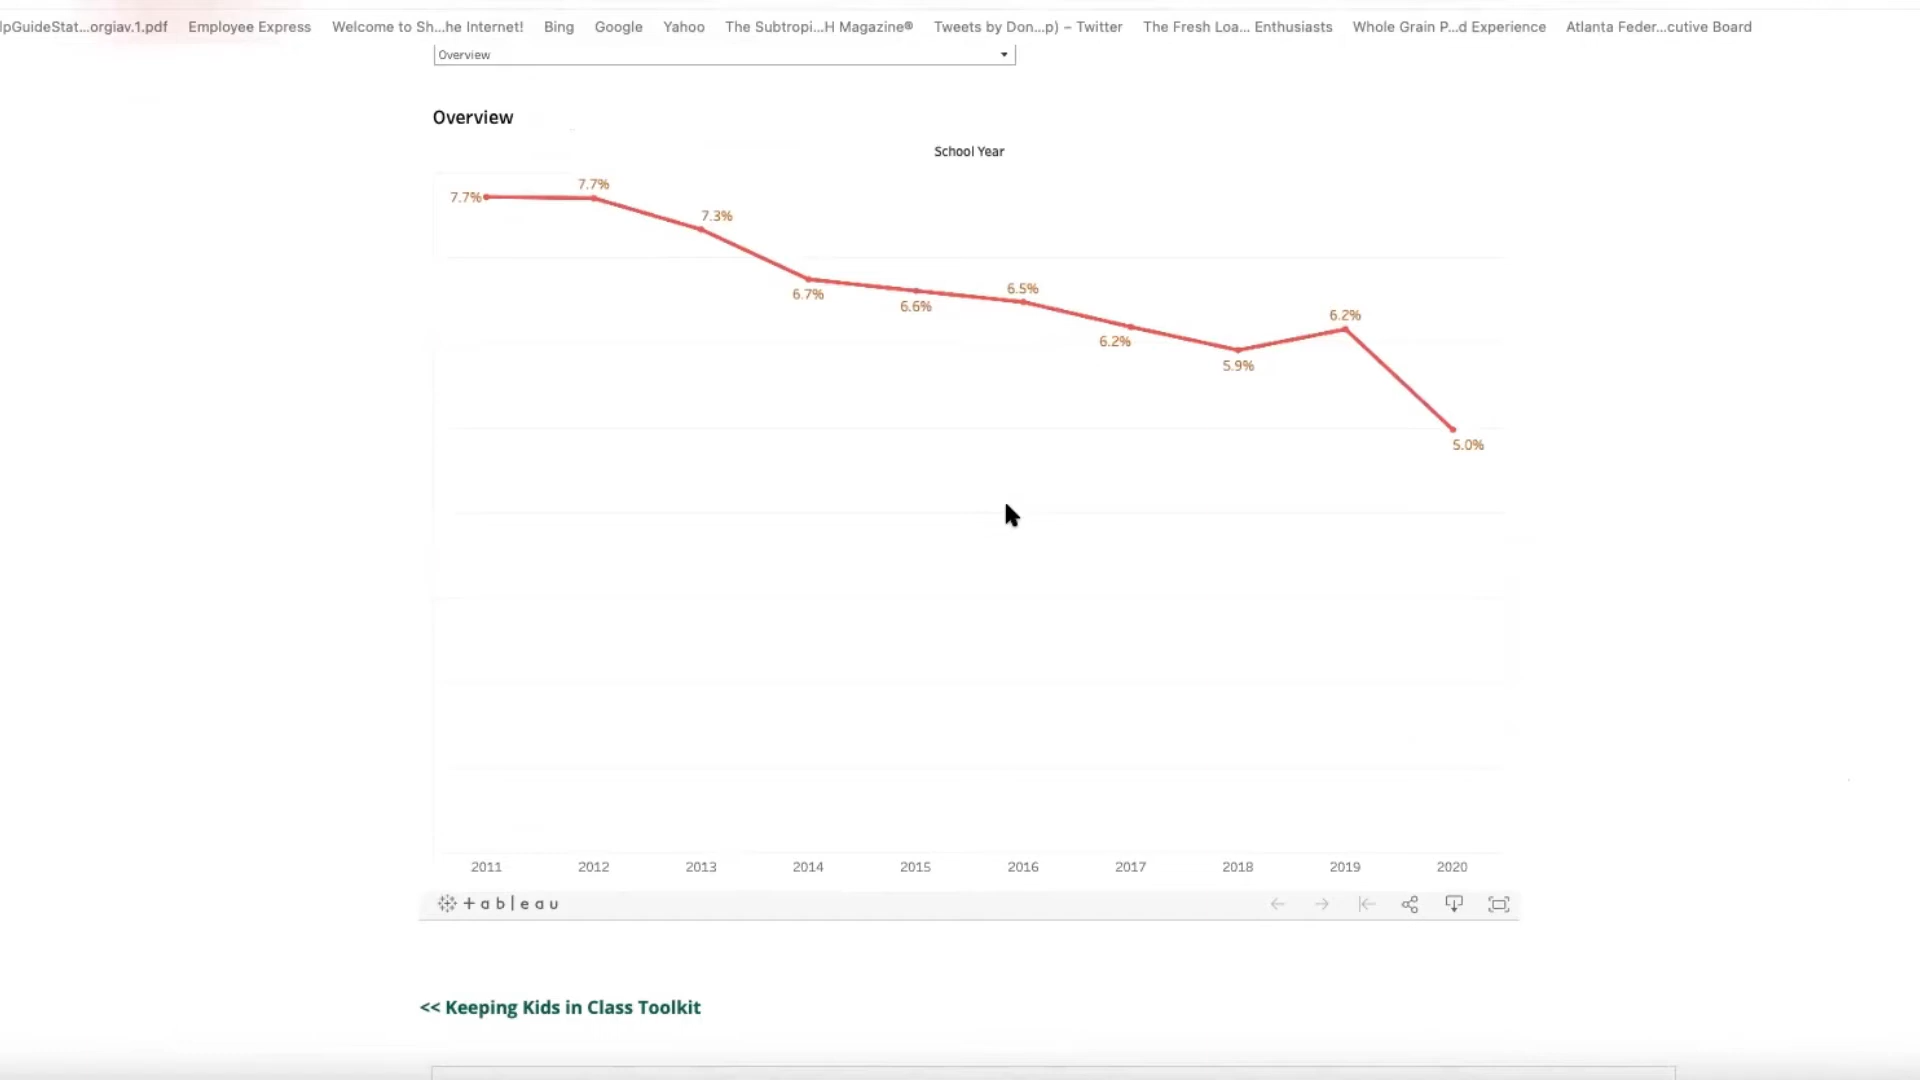 lpGuideStat...orgiav.1.pdf Employee Express Welcome to Sh...he Internet! Bing Google Yahoo The Subtropi...H Magazine® Tweets by Don...p) – Twitter The Fresh Loa... Enthusiasts Whole Grain P...d Experience Atlanta Feder...cutive Board
Overview
Overview
School Year
7.7%
7.7%
7.3%
6.7%
6.6%
6.5%
6.2%
5.9%
6.2%
5.0%
2011 2012 2013 2014 2015 2016 2017 2018 2019 2020
+ableau
<< Keeping Kids in Class Toolkit